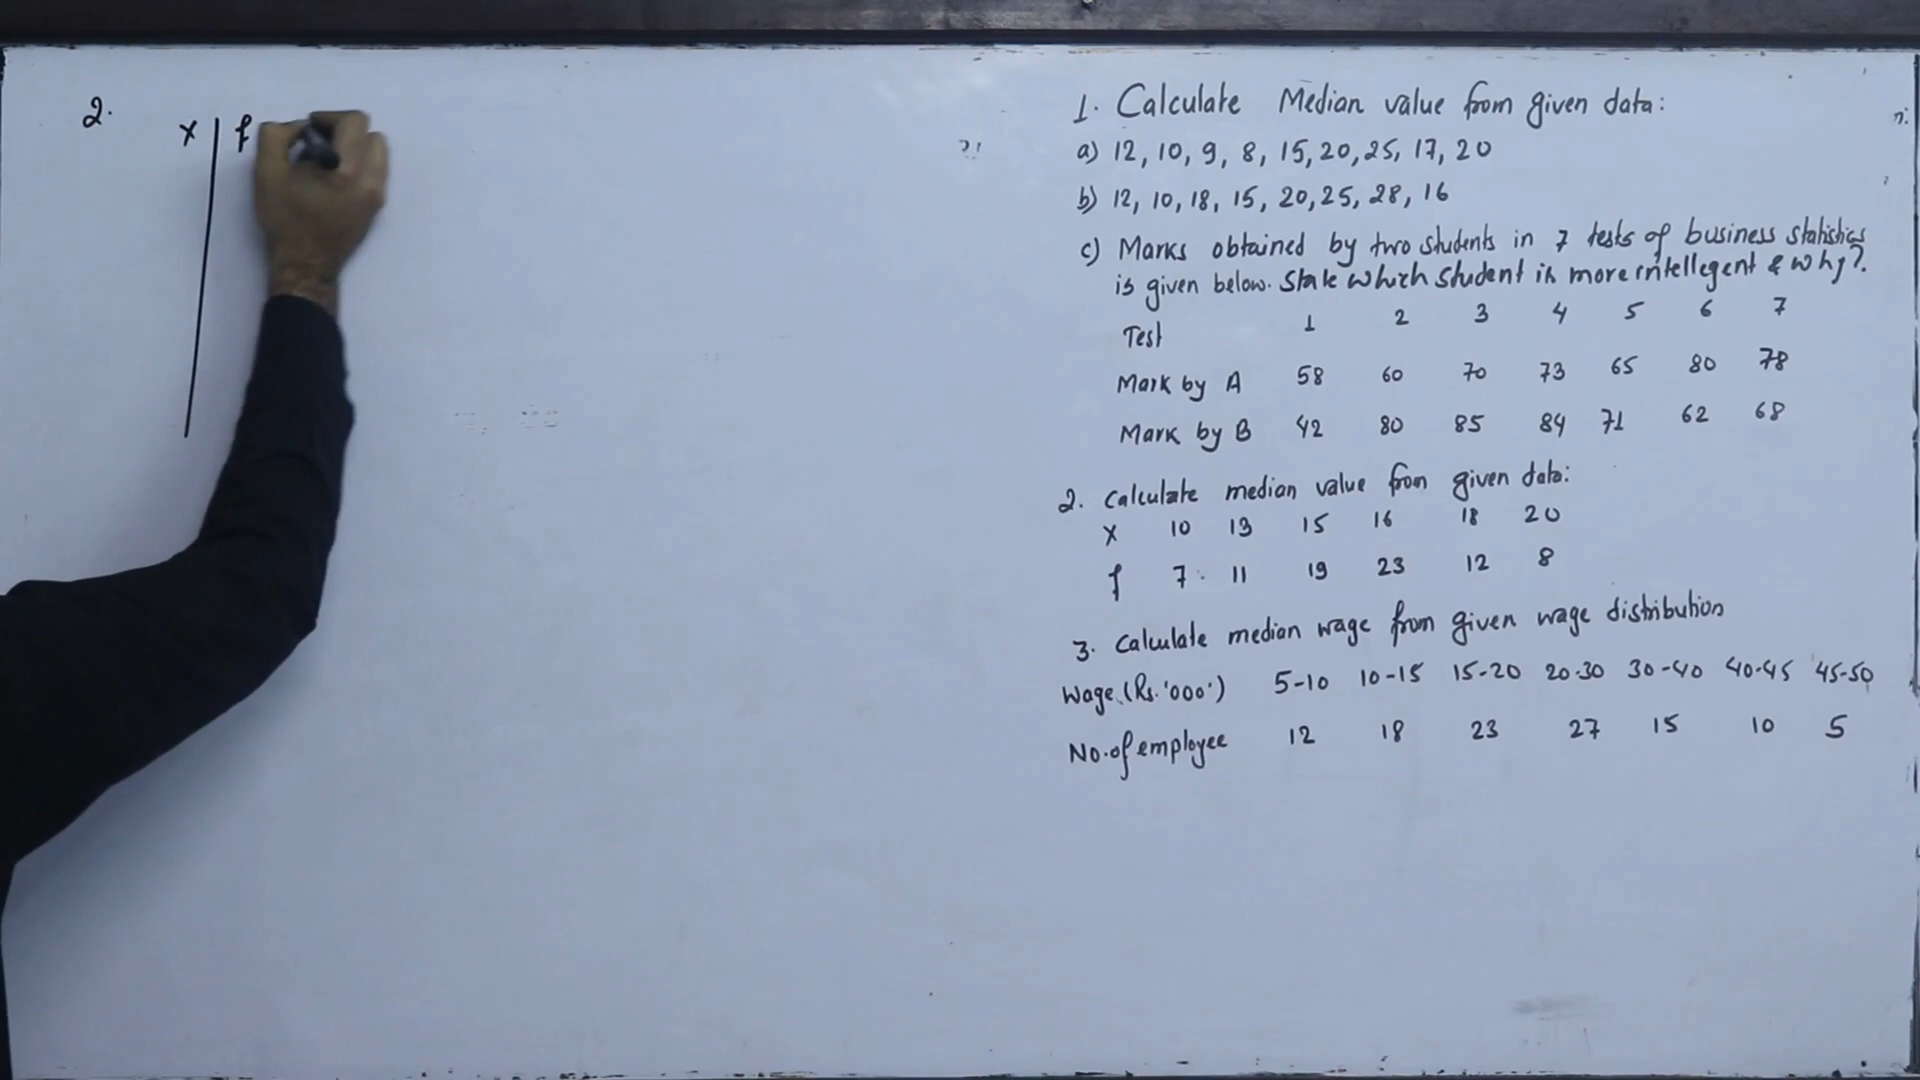 2.
x f
1. Calculate Median value from given data:
a) 12, 10, 9, 8, 15, 20, 25, 17, 20
b) 12, 10, 18, 15, 20, 25, 28, 16
c) Marks obtained by two students in 7 tests of business statistics
is given below. State which student is more intellegent & why?.
Test 1 2 3 4 5 6 7
Mark by A 58 60 70 73 65 80 78
Mark by B 42 80 85 84 71 62 68
2. Calculate median value from given data:
X 10 13 15 16 18 20
f 7 11 19 23 12 8
3. Calculate median wage from given wage distribution
Wage (Rs. '000') 5-10 10-15 15-20 20-30 30-40 40-45 45-50
No. of employee 12 18 23 27 15 10 5